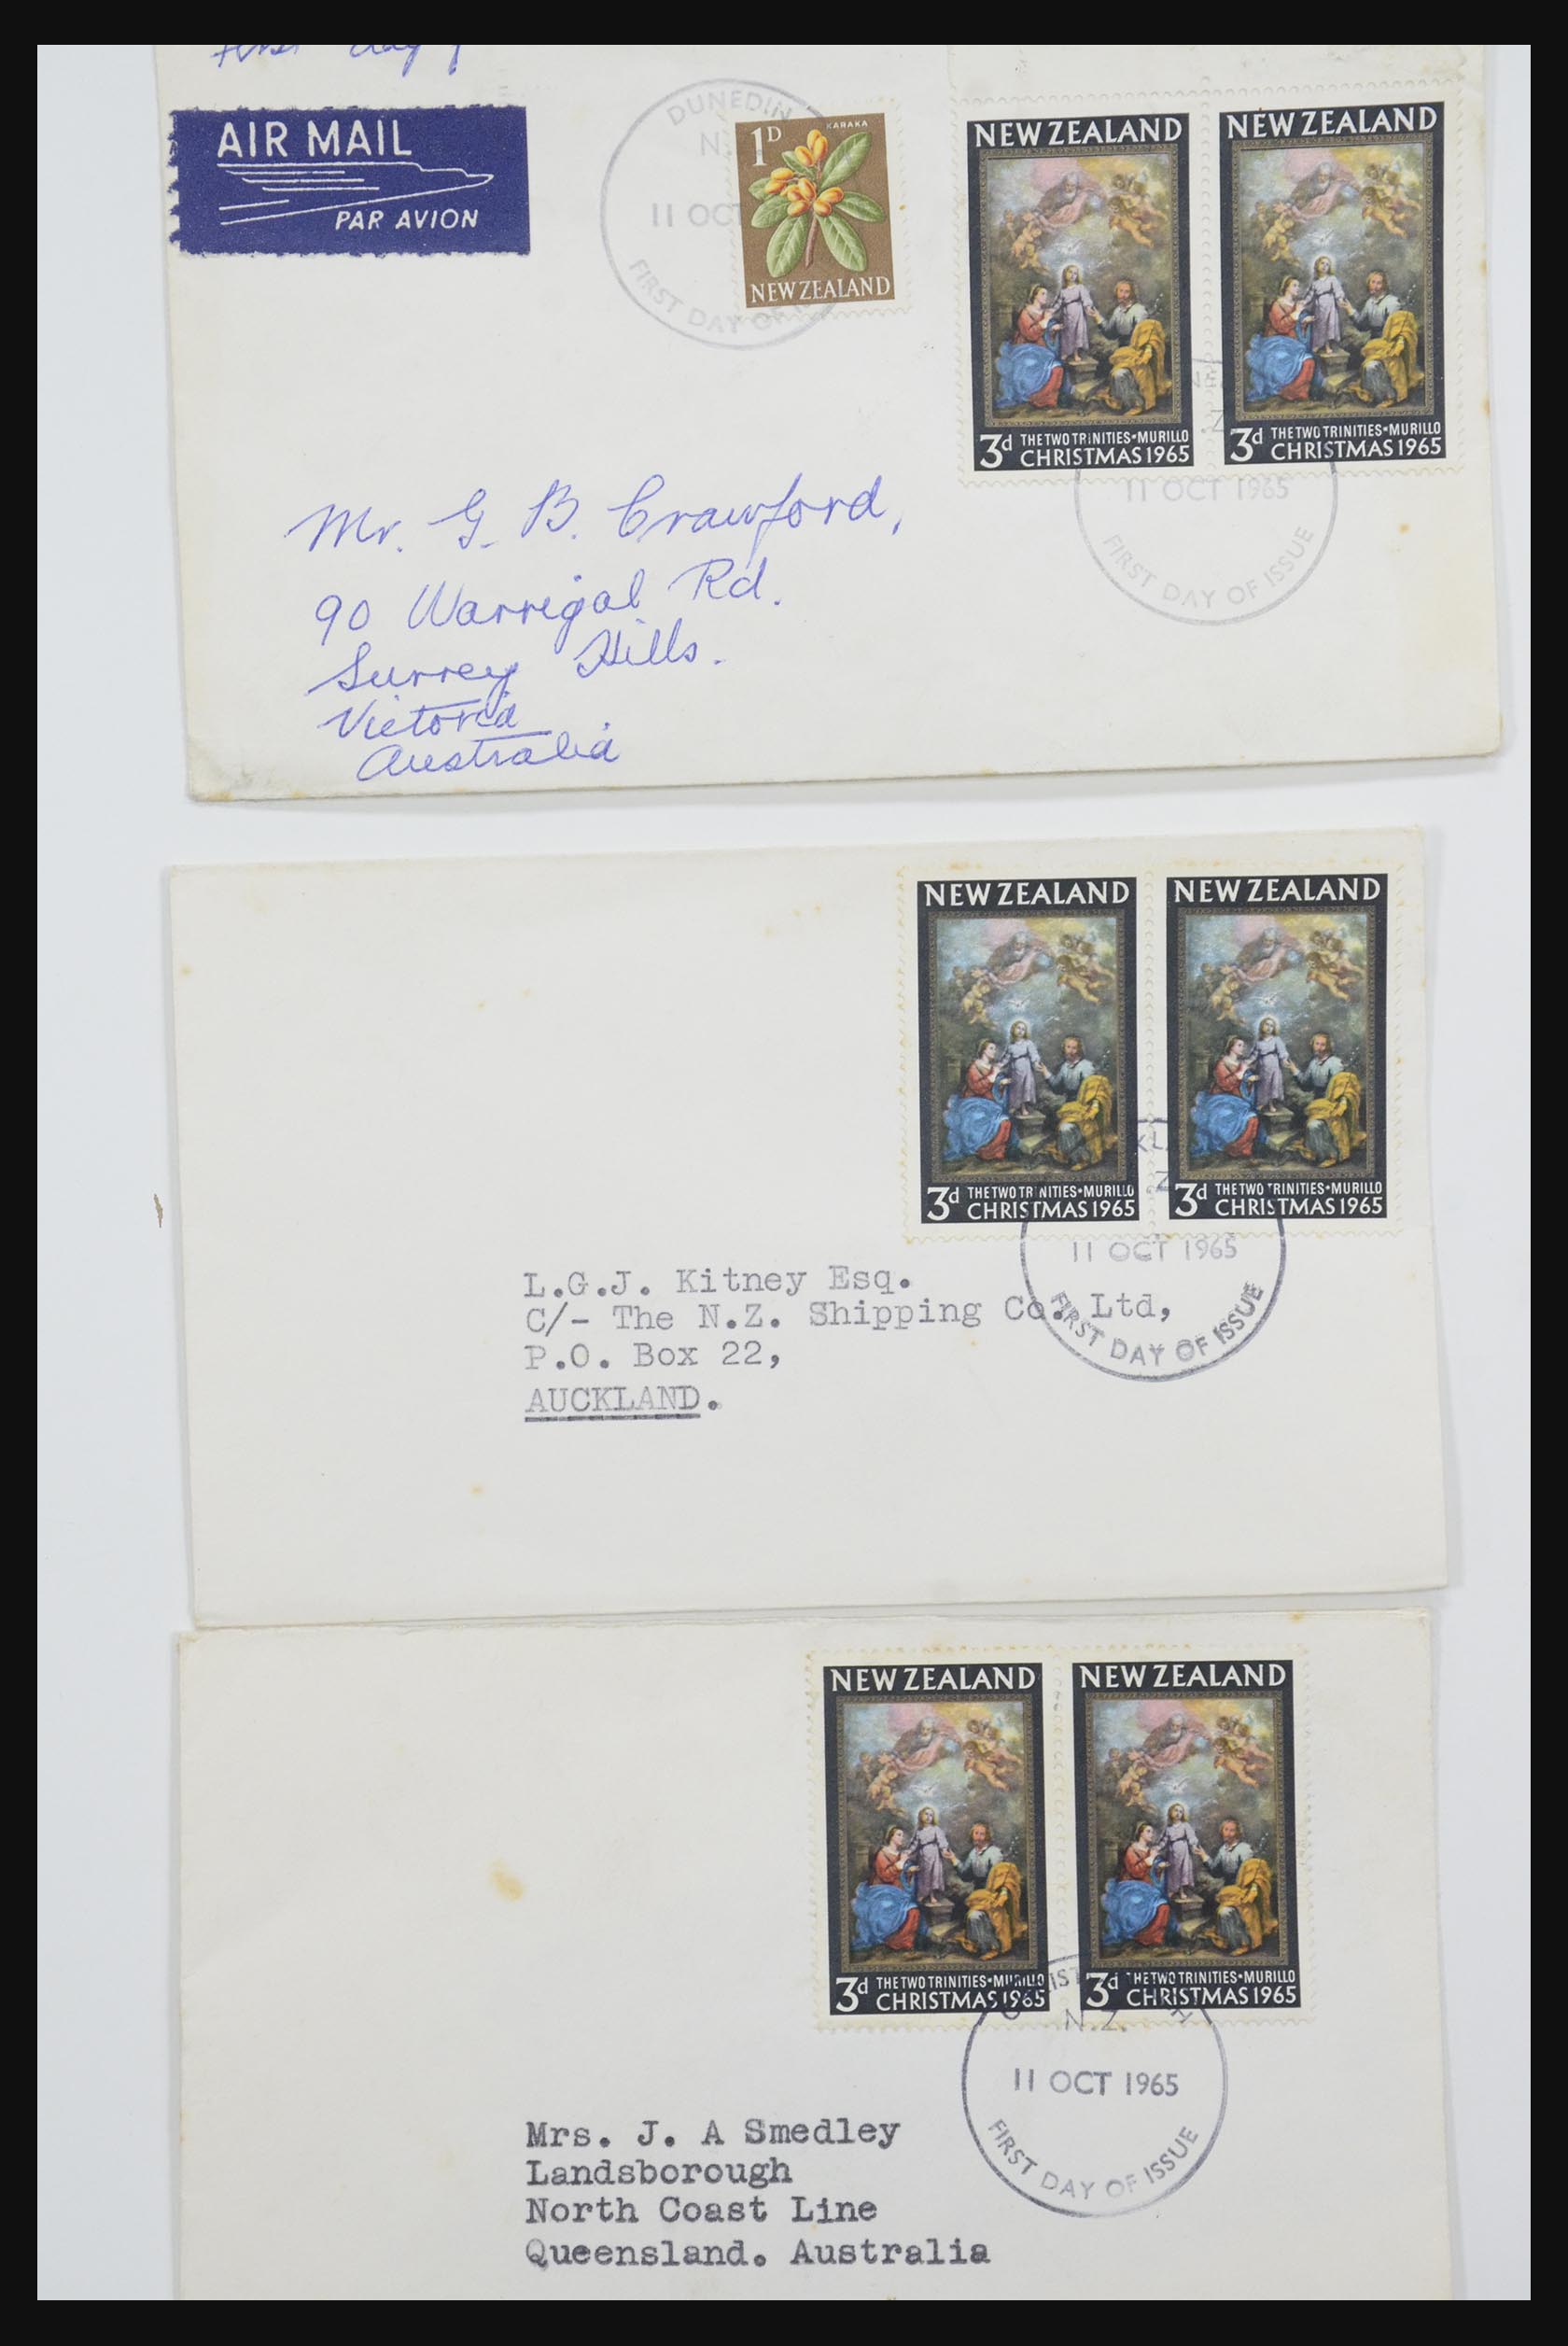 First day
AIR MAIL
PAR AVION
DUNEDIN
11 OCT
FIRST DAY OF
1D
KARAKA
NEW ZEALAND
NEW ZEALAND
3d THE TWO TRINITIES•MURILLO
CHRISTMAS 1965
NEW ZEALAND
3d THE TWO TRINITIES•MURILLO
CHRISTMAS 1965
11 OCT 1965
FIRST DAY OF ISSUE
Mr. G. B. Crawford,
90 Warrigal Rd.
Surrey Hills.
Victoria
Australia
NEW ZEALAND
3d THE TWO TRINITIES•MURILLO
CHRISTMAS 1965
NEW ZEALAND
3d THE TWO TRINITIES•MURILLO
CHRISTMAS 1965
11 OCT 1965
FIRST DAY OF ISSUE
L.G.J. Kitney Esq.
C/- The N.Z. Shipping Co. Ltd,
P.O. Box 22,
AUCKLAND.
NEW ZEALAND
3d THE TWO TRINITIES•MURILLO
CHRISTMAS 1965
NEW ZEALAND
3d THE TWO TRINITIES•MURILLO
CHRISTMAS 1965
N.Z.
11 OCT 1965
FIRST DAY OF ISSUE
Mrs. J. A Smedley
Landsborough
North Coast Line
Queensland. Australia